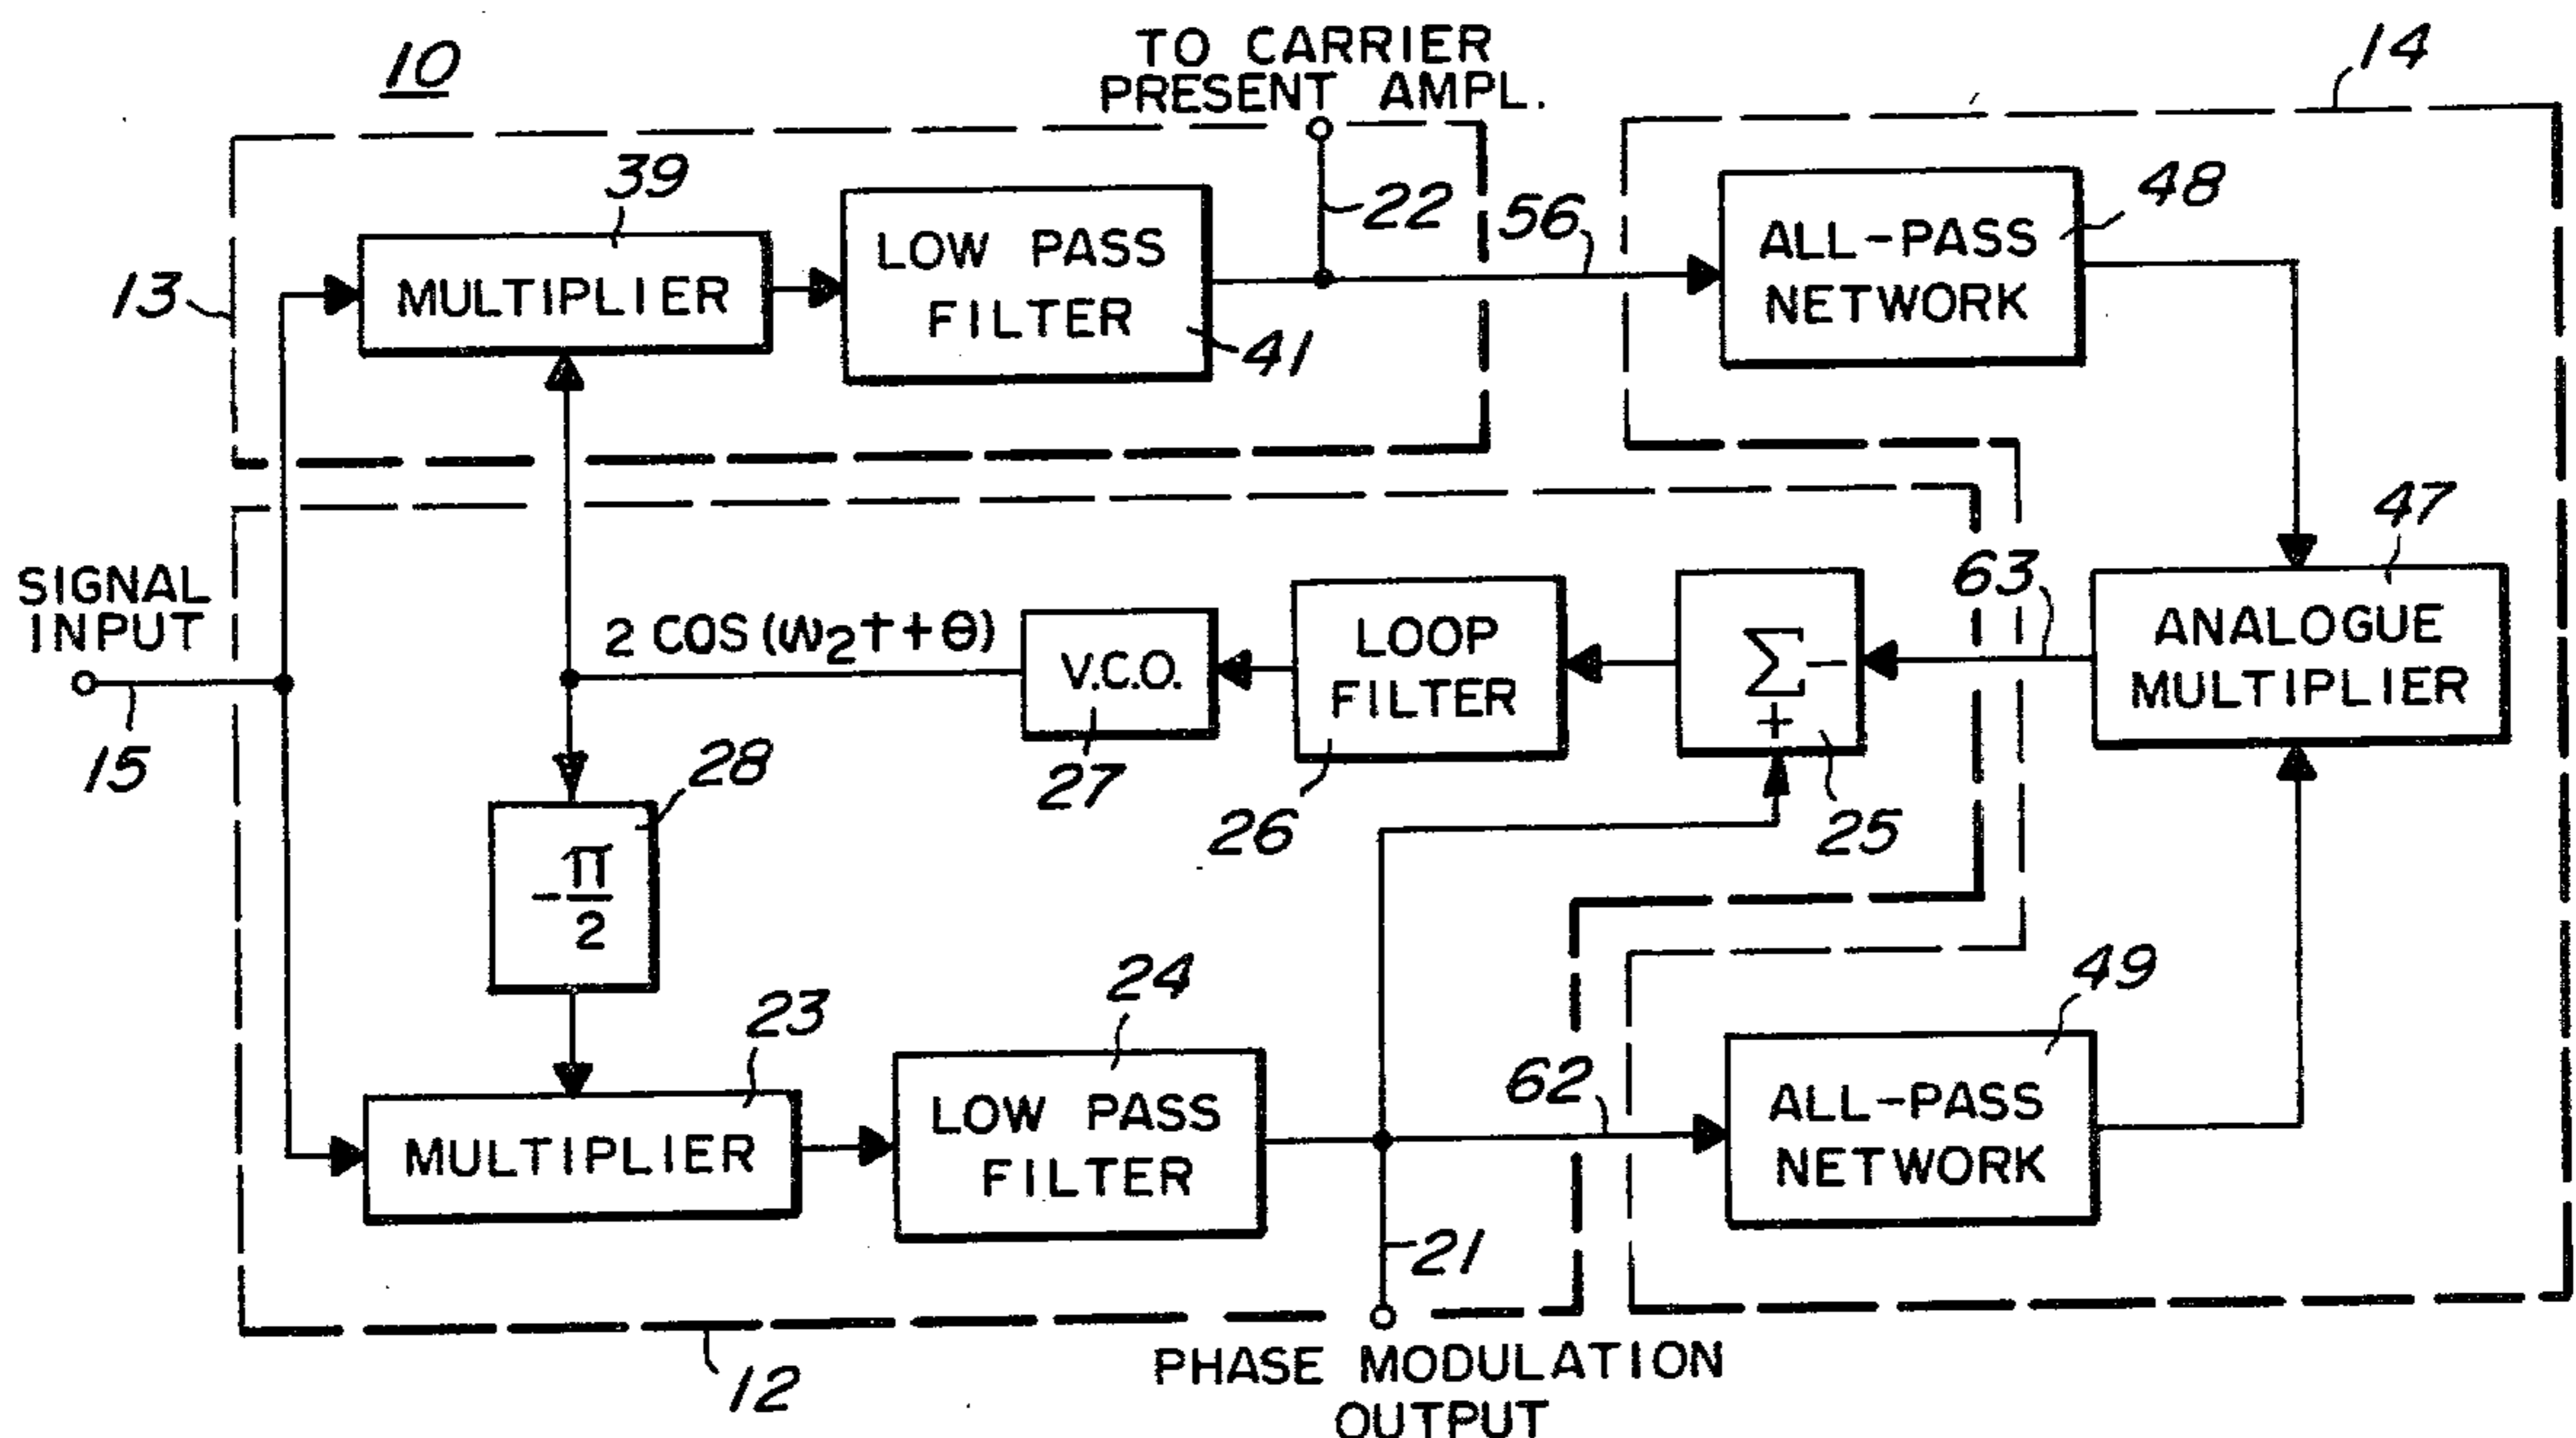 10
TO CARRIER
PRESENT AMPL.
14
39
48
13
MULTIPLIER
LOW PASS
FILTER
22
56
ALL-PASS
NETWORK
41
47
SIGNAL
INPUT
2 COS (W2t + θ)
V.C.O.
LOOP
FILTER
Σ -
+
63
ANALOGUE
MULTIPLIER
15
28
27
26
25
-π/2
24
49
23
62
MULTIPLIER
LOW PASS
FILTER
ALL-PASS
NETWORK
21
12
PHASE MODULATION
OUTPUT